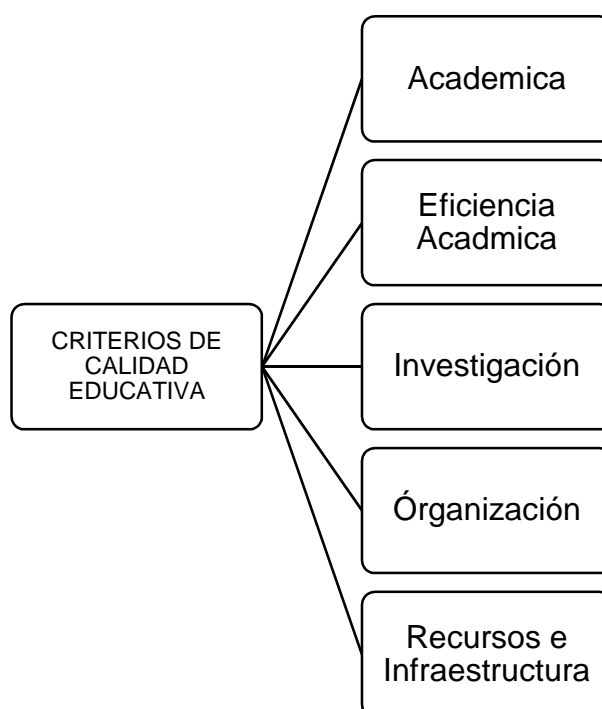 Academica
Eficiencia
Acadmica
CRITERIOS DE
CALIDAD
EDUCATIVA
Investigación
Órganización
Recursos e
Infraestructura